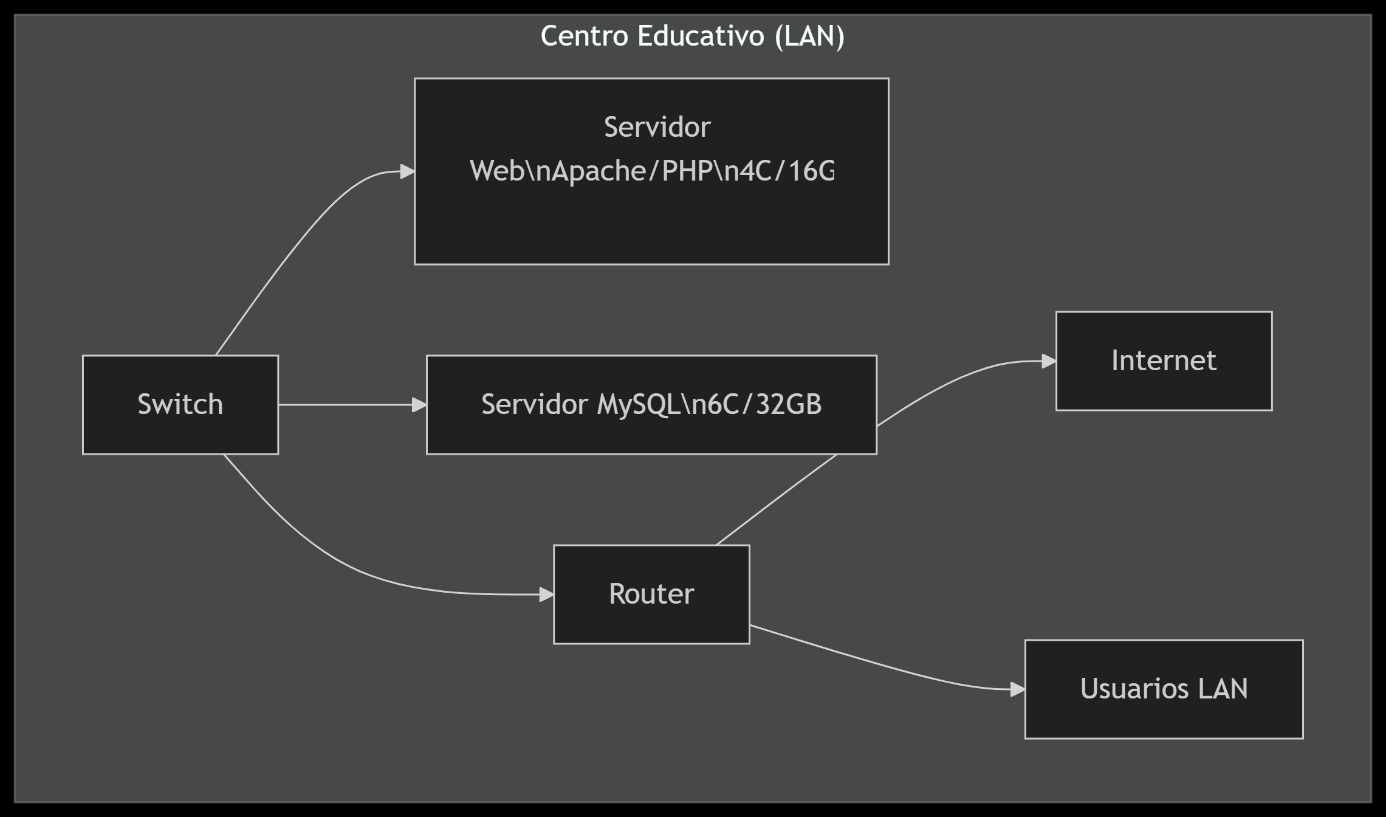 Centro Educativo (LAN)
Servidor
Web\nApache/PHP\n4C/16G
Switch
Servidor MySQL\n6C/32GB
Internet
Router
Usuarios LAN